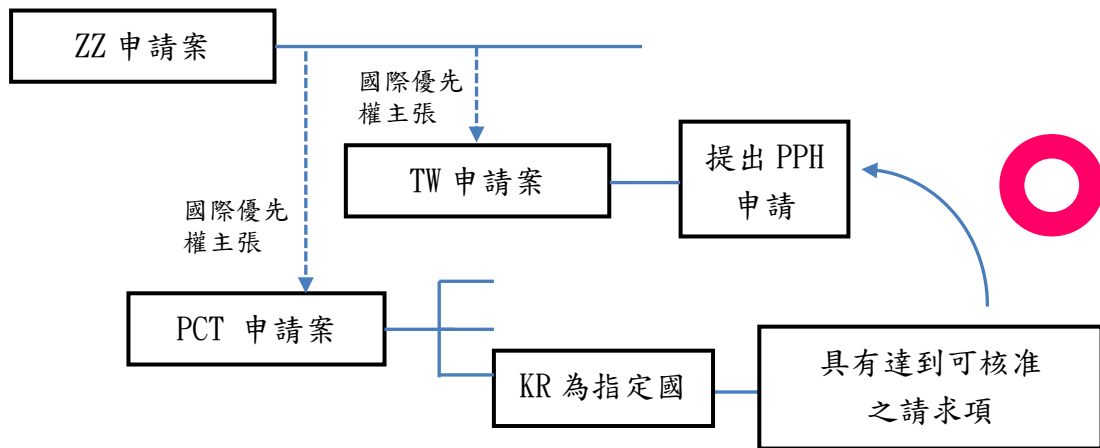 ZZ 申請案
國際優先
權主張
TW 申請案
提出 PPH
申請
國際優先
權主張
PCT 申請案
KR 為指定國
具有達到可核准
之請求項